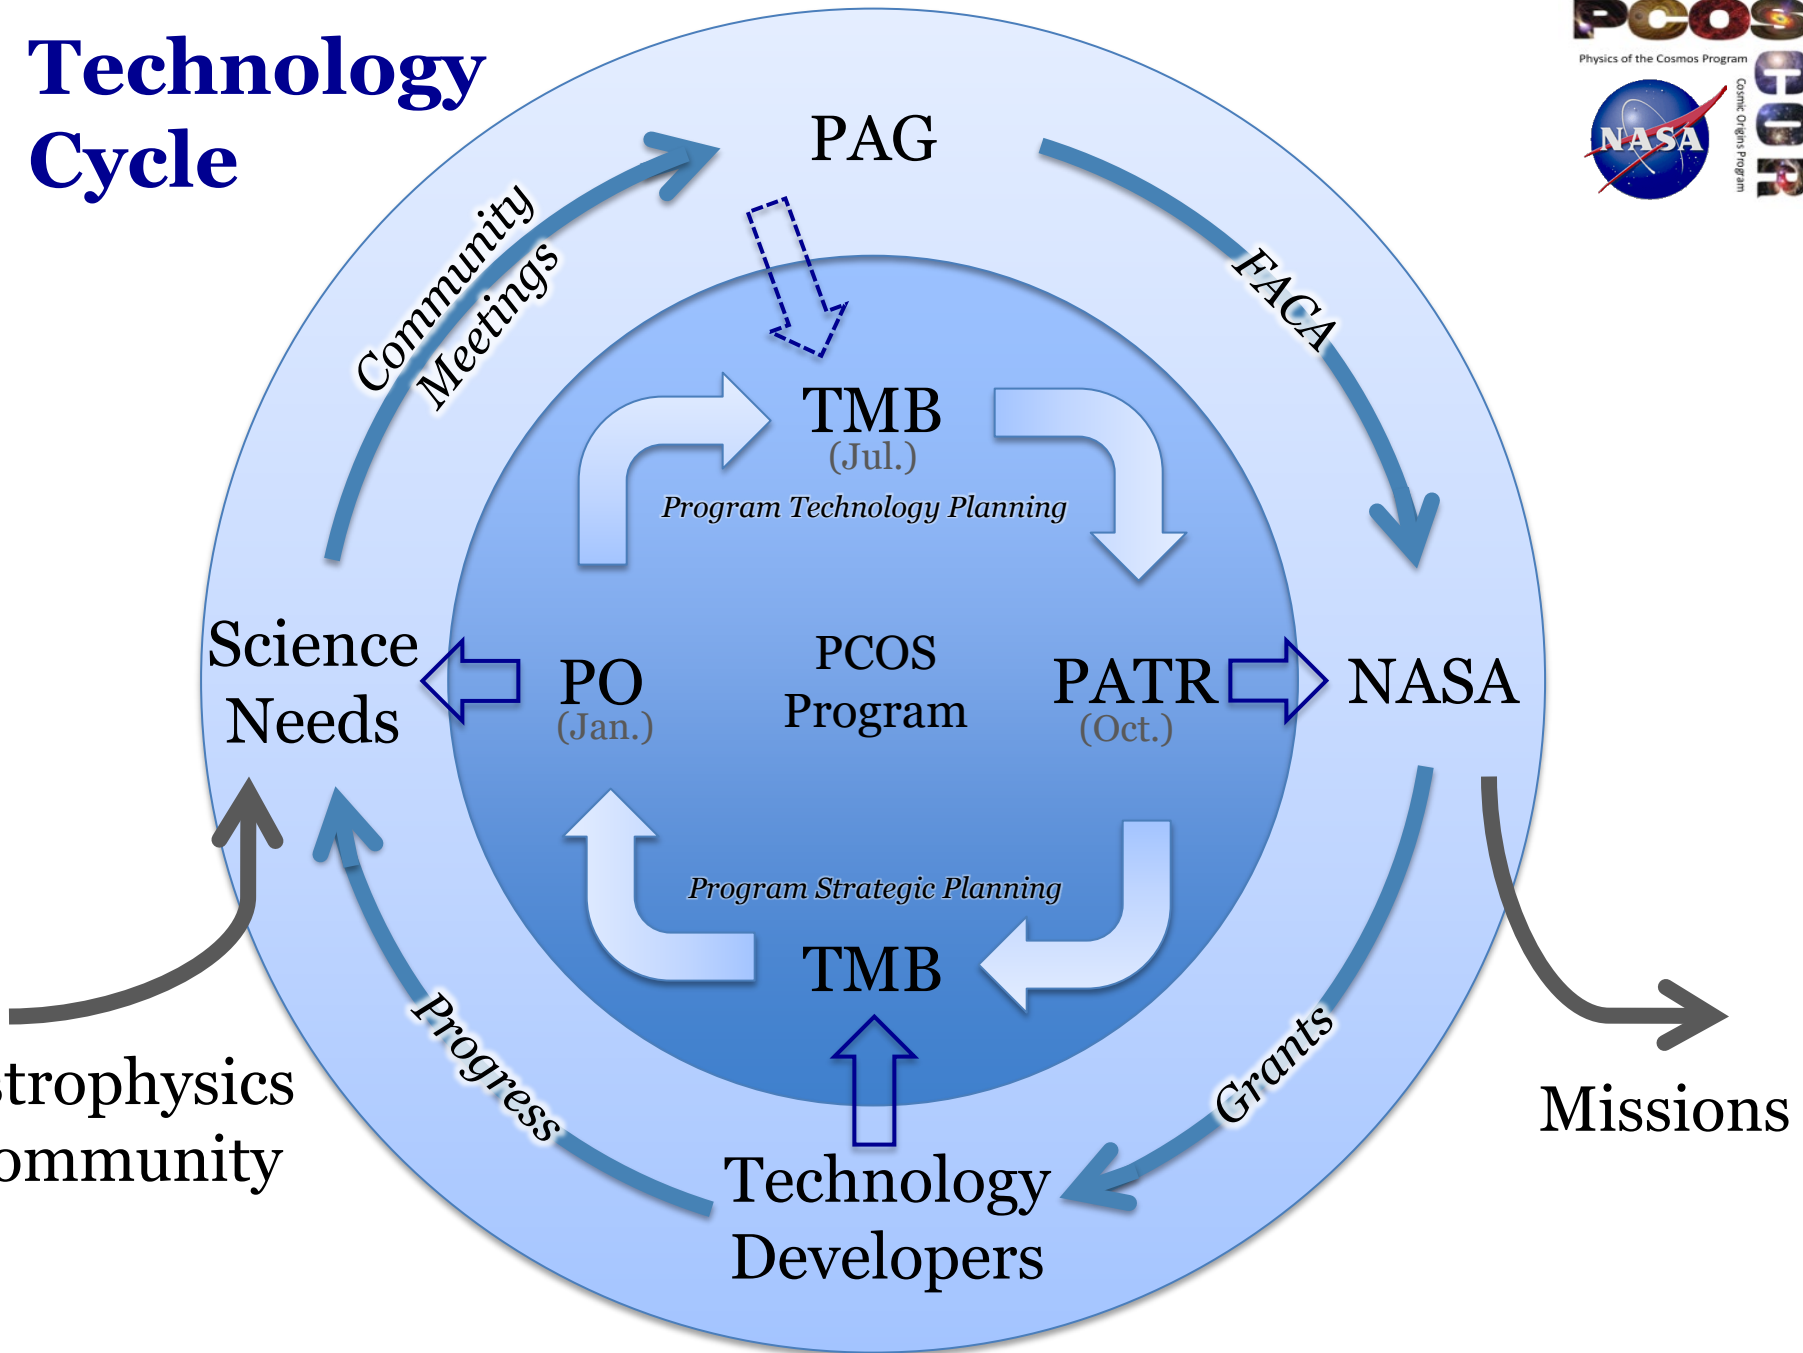 Technology
Cycle
PCOS
Physics of the Cosmos Program
COR
Cosmic Origins Program
NASA
PAG
Community
Meetings
FACA
TMB
(Jul.)
Program Technology Planning
Science
Needs
PO
(Jan.)
PCOS
Program
PATR
(Oct.)
NASA
Program Strategic Planning
TMB
Progress
Grants
strophysics
ommunity
Missions
Technology
Developers